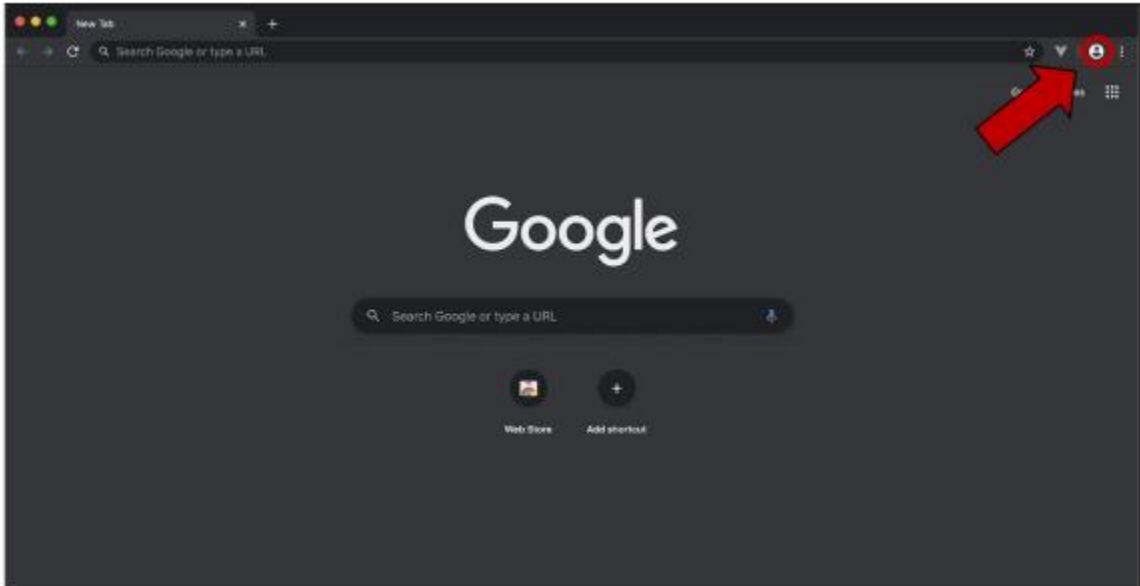 New Tab
Search Google or type a URL
Google
Search Google or type a URL
Web Store
Add shortcut